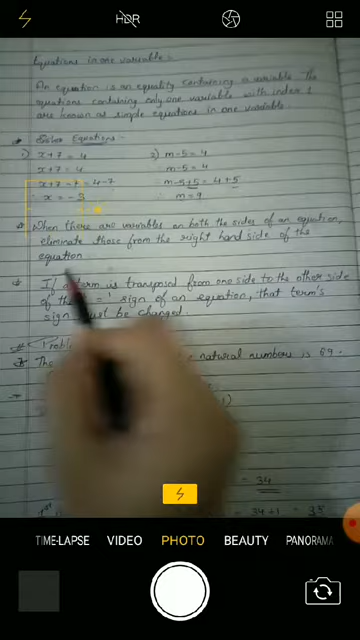 HDR
Equations in one variable :-
An equation is an equality containing a variable. The
equations containing only one variable with index 1
are known as simple equations in one variable.
Solve Equations :-
1) x+7 = 4 2) m-5 = 4
x+7 = 4 m-5 = 4
x+7-7 = 4-7 m-5+5 = 4+5
∴ x = -3 ∴ m = 9
When there are variables on both the sides of an equation,
eliminate those from the right hand side of the
equation
If a term is transposed from one side to the other side
of the '=' sign of an equation, that term's
sign must be changed.
Probl
The natural numbers is 69.
1)
= 34
= 34+1 = 35
TIME-LAPSE VIDEO PHOTO BEAUTY PANORAMA